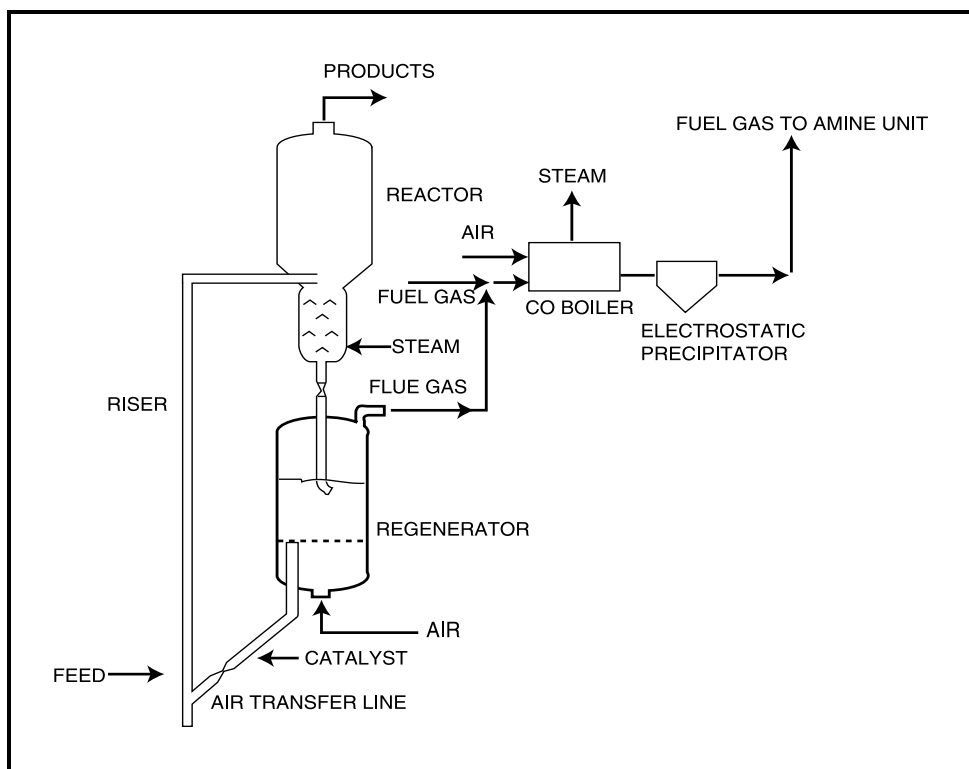 PRODUCTS
FUEL GAS TO AMINE UNIT
STEAM
REACTOR
AIR
FUEL GAS
CO BOILER
ELECTROSTATIC
PRECIPITATOR
STEAM
FLUE GAS
RISER
REGENERATOR
AIR
CATALYST
FEED
AIR TRANSFER LINE